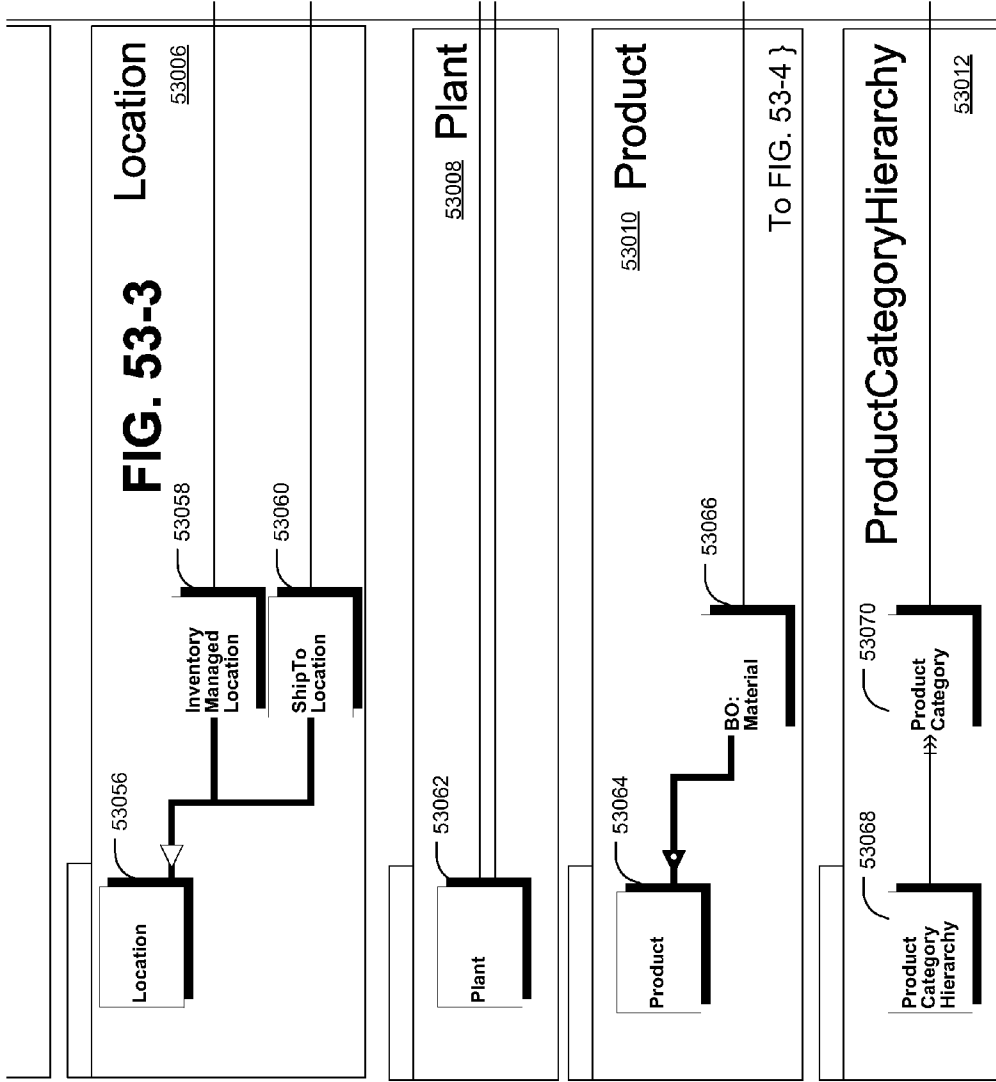 FIG. 53-3
Location
53006
53056
Location
53058
Inventory
Managed
Location
53060
ShipTo
Location
53008
Plant
53062
Plant
53010
Product
53064
Product
53066
BO:
Material
To FIG. 53-4 }
ProductCategoryHierarchy
53012
53068
Product
Category
Hierarchy
53070
Product
Category